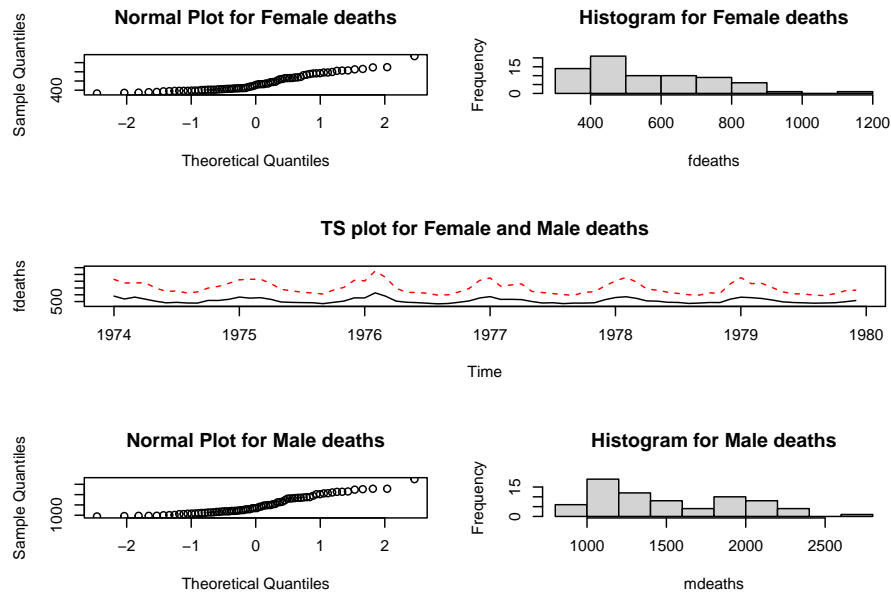 Normal Plot for Female deaths
Sample Quantiles
400
−2 −1 0 1 2
Theoretical Quantiles
Histogram for Female deaths
Frequency
0 15
400 600 800 1000 1200
fdeaths
TS plot for Female and Male deaths
fdeaths
500
1974 1975 1976 1977 1978 1979 1980
Time
Normal Plot for Male deaths
Sample Quantiles
1000
−2 −1 0 1 2
Theoretical Quantiles
Histogram for Male deaths
Frequency
0 15
1000 1500 2000 2500
mdeaths